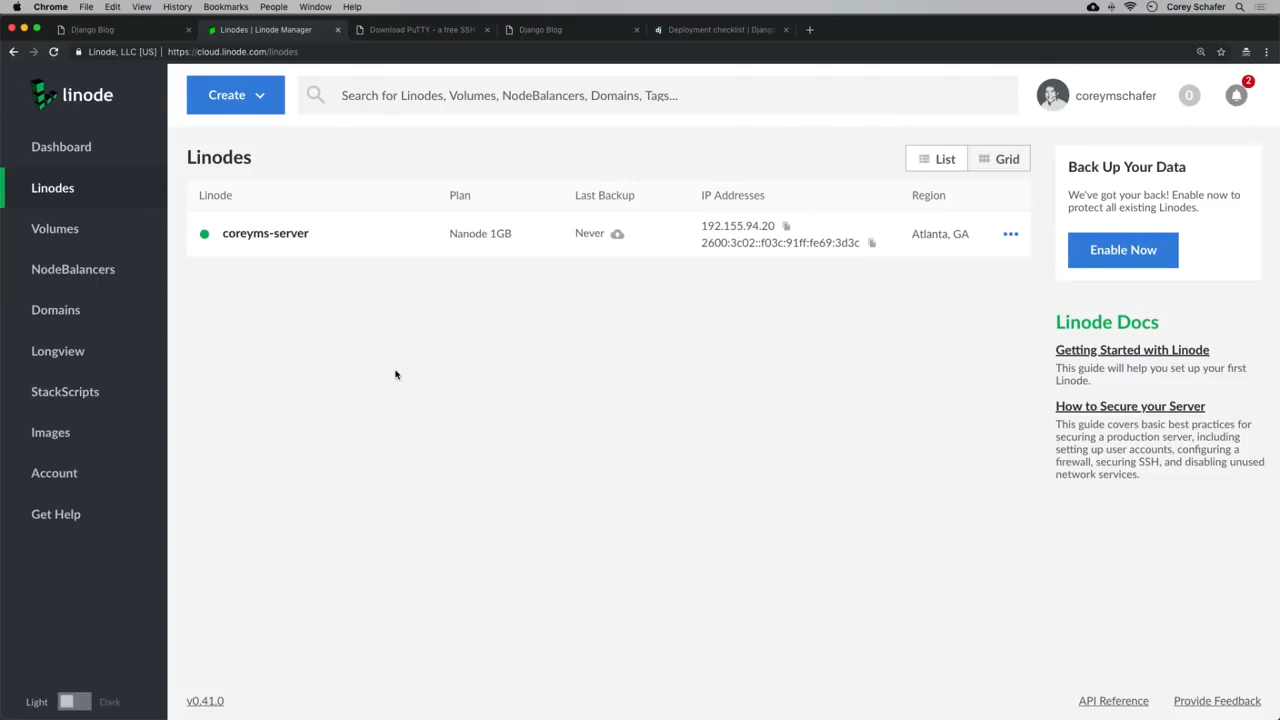 Chrome File Edit View History Bookmarks People Window Help Corey Schafer
Django Blog
Linodes | Linode Manager
Download PuTTY - a free SSH
Django Blog
dj Deployment checklist | Djang
Linode, LLC [US] | https://cloud.linode.com/linodes
linode
Create
Search for Linodes, Volumes, NodeBalancers, Domains, Tags...
coreymschafer
0
2
Dashboard
Linodes
Volumes
NodeBalancers
Domains
Longview
StackScripts
Images
Account
Get Help
Light Dark
Linodes
List Grid
Linode Plan Last Backup IP Addresses Region
coreyms-server Nanode 1GB Never 192.155.94.20 Atlanta, GA
2600:3c02::f03c:91ff:fe69:3d3c
Back Up Your Data
We've got your back! Enable now to
protect all existing Linodes.
Enable Now
Linode Docs
Getting Started with Linode
This guide will help you set up your first
Linode.
How to Secure your Server
This guide covers basic best practices for
securing a production server, including
setting up user accounts, configuring a
firewall, securing SSH, and disabling unused
network services.
v0.41.0
API Reference Provide Feedback